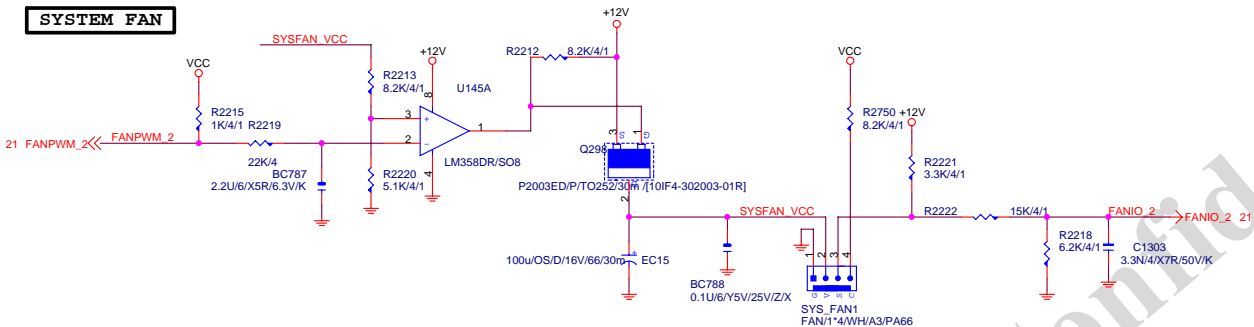 SYSTEM FAN
SYSFAN_VCC
+12V
R2212
8.2K/4/1
VCC
+12V
VCC
R2213
8.2K/4/1
U145A
R2215
1K/4/1
R2219
8
3
+
2
-
1
4
LM358DR/SO8
21 FANPWM_2
FANPWM_2
22K/4
BC787
2.2U/6/X5R/6.3V/K
R2220
5.1K/4/1
3
S
1
G
Q298
P2003ED/P/TO252/30m /[10IF4-302003-01R]
2
R2750
8.2K/4/1
+12V
R2221
3.3K/4/1
SYSFAN_VCC
R2222
15K/4/1
FANIO_2
FANIO_2 21
+
100u/OS/D/16V/66/30m
EC15
BC788
0.1U/6/Y5V/25V/Z/X
1
2
3
4
G
V
S
C
SYS_FAN1
FAN/1*4/WH/A3/PA66
R2218
6.2K/4/1
C1303
3.3N/4/X7R/50V/K
onfid